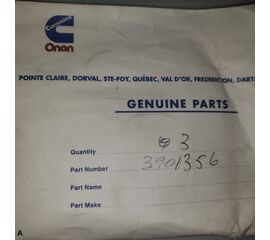 Cummins
Onan
POINTE CLAIRE, DORVAL, STE-FOY, QUÉBEC, VAL D'OR, FREDERICTON, DART
GENUINE PARTS
Quantity 3
Part Number 3901356
Part Name
Part Make
A